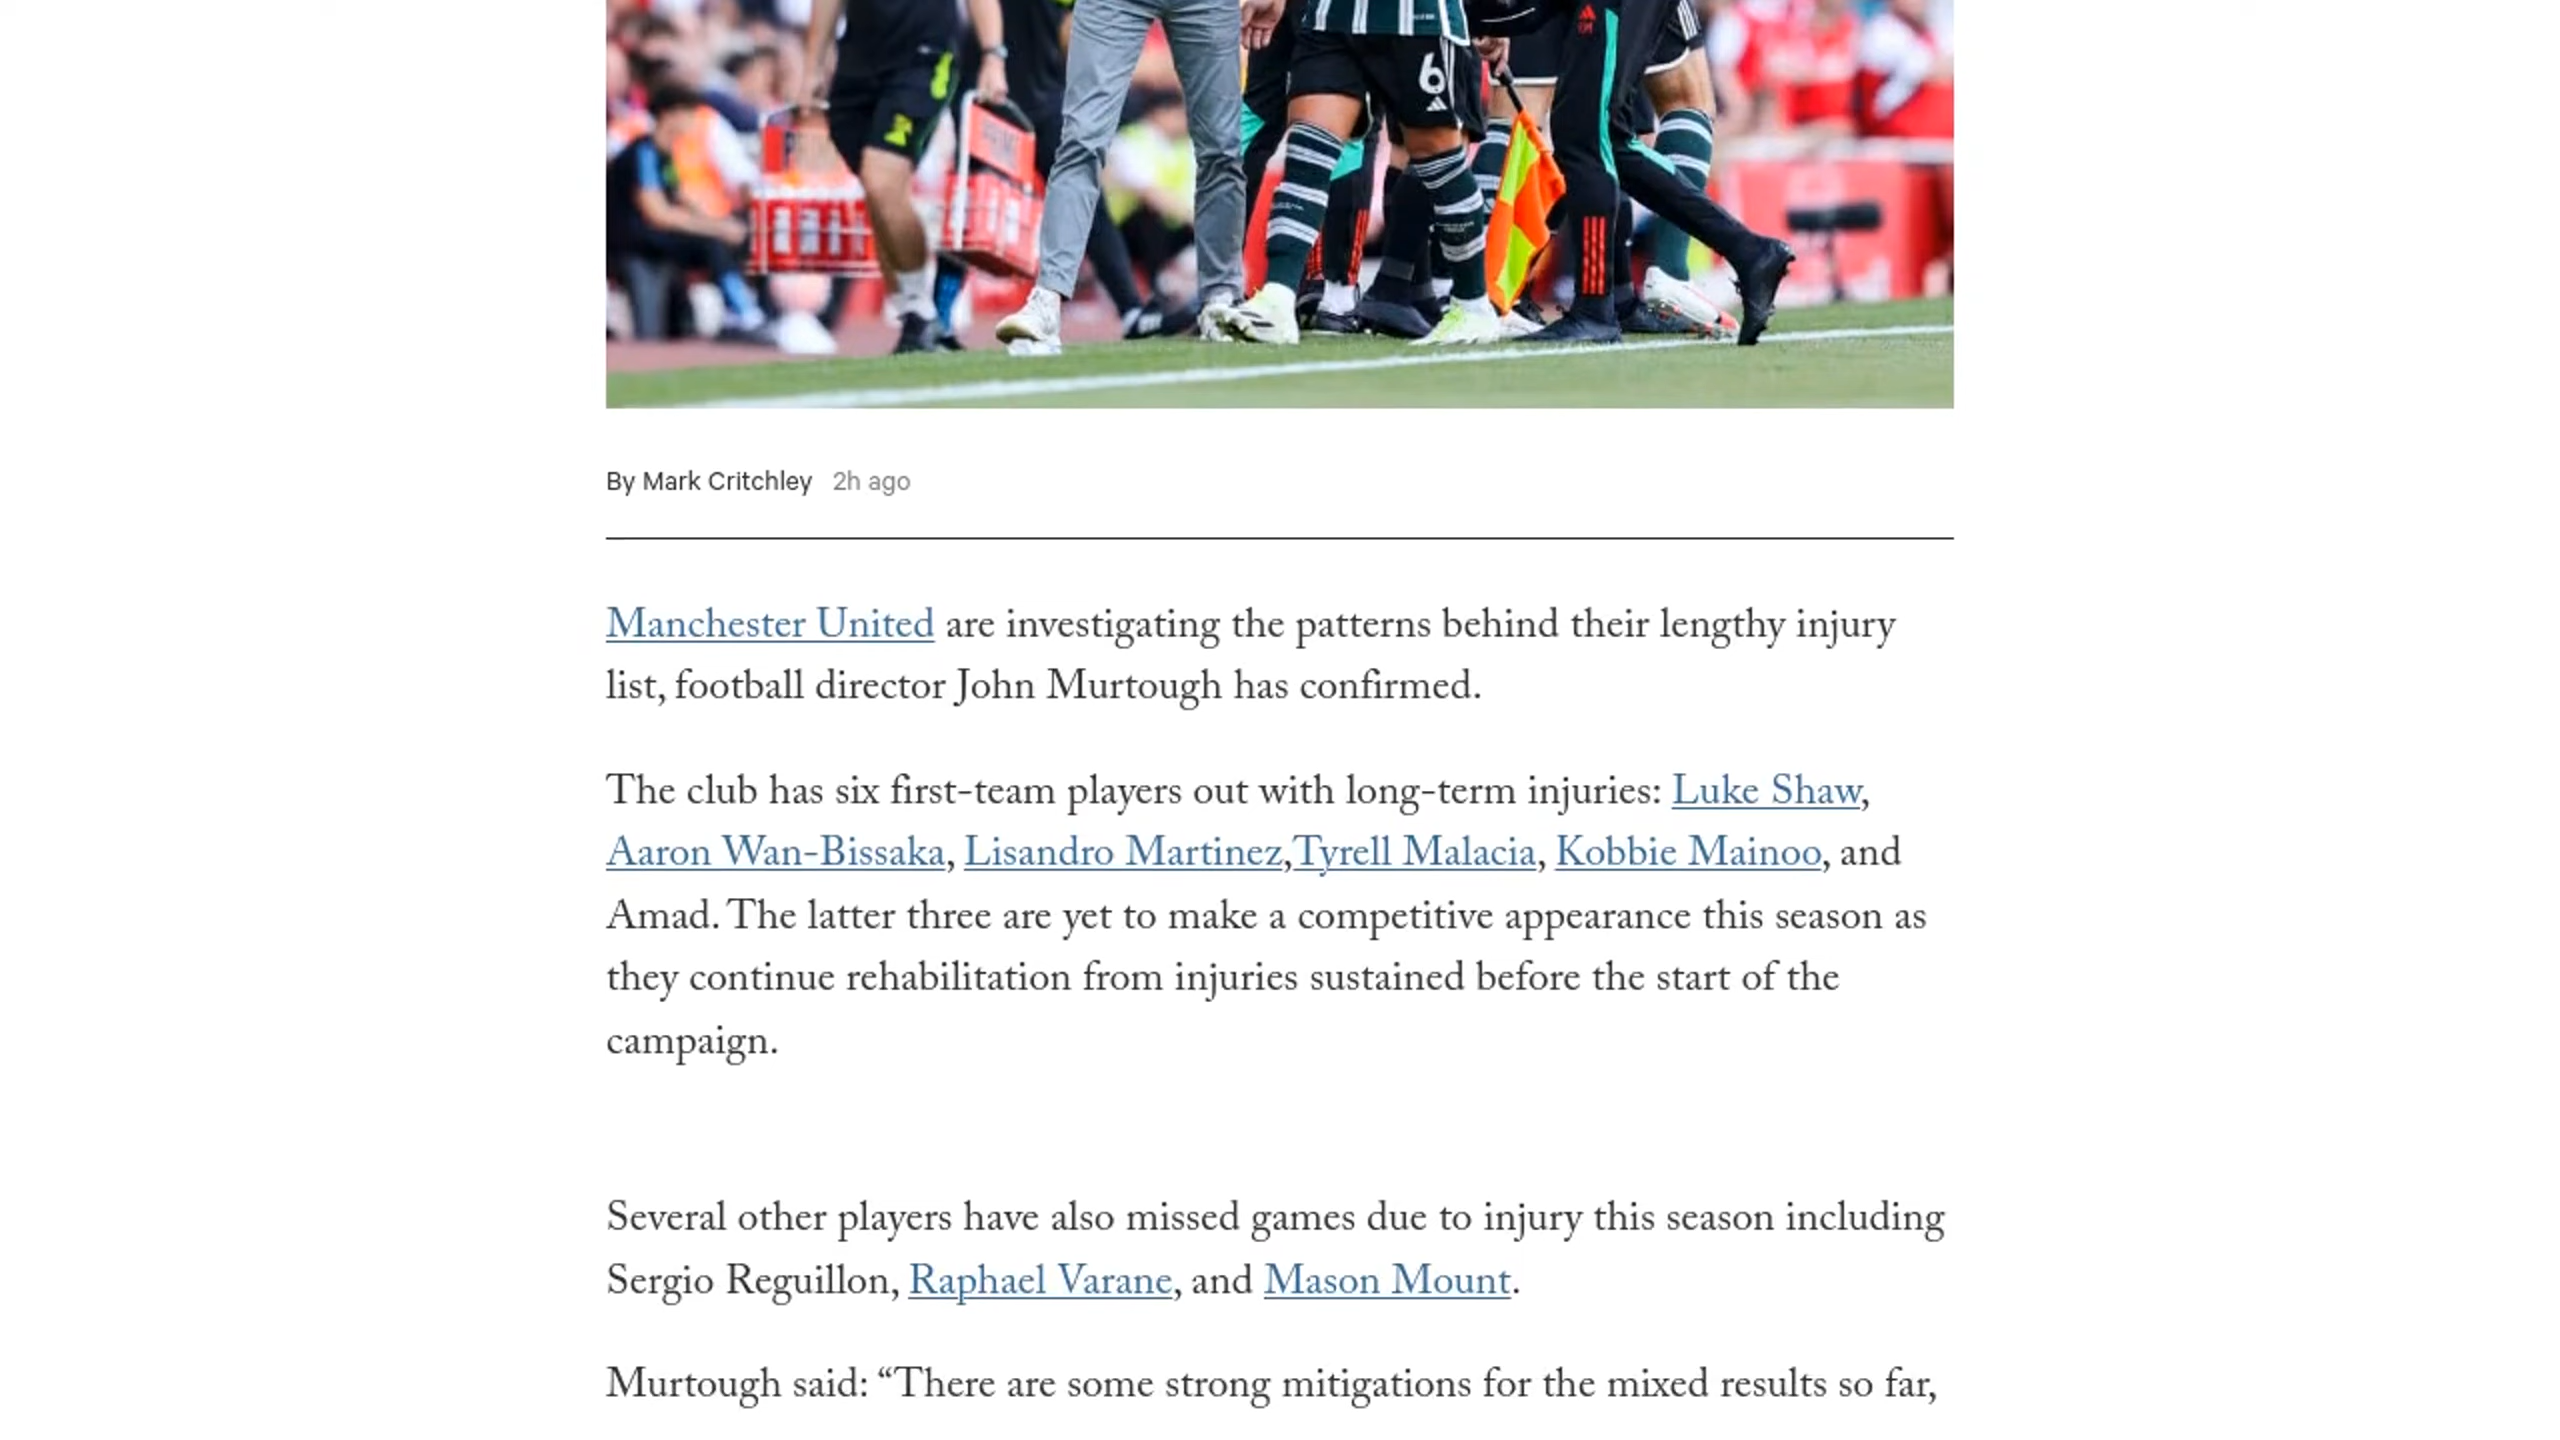 6
By Mark Critchley 2h ago
Manchester United are investigating the patterns behind their lengthy injury
list, football director John Murtough has confirmed.
The club has six first-team players out with long-term injuries: Luke Shaw,
Aaron Wan-Bissaka, Lisandro Martinez,Tyrell Malacia, Kobbie Mainoo, and
Amad. The latter three are yet to make a competitive appearance this season as
they continue rehabilitation from injuries sustained before the start of the
campaign.
Several other players have also missed games due to injury this season including
Sergio Reguillon, Raphael Varane, and Mason Mount.
Murtough said: “There are some strong mitigations for the mixed results so far,